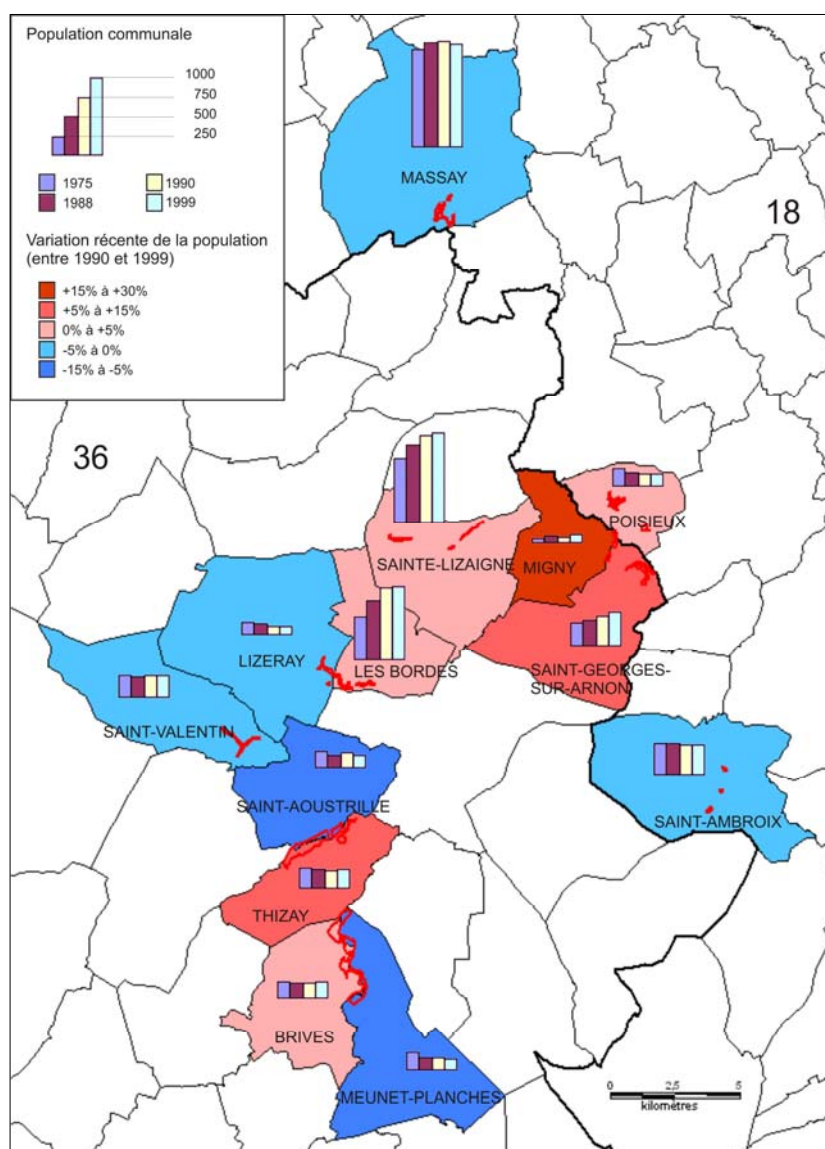 Population communale
1000
750
500
250
1975
1990
1988
1999
Variation récente de la population
(entre 1990 et 1999)
+15% à +30%
+5% à +15%
0% à +5%
-5% à 0%
-15% à -5%
MASSAY
18
36
POISIEUX
SAINTE-LIZAIGNE
MIGNY
LIZERAY
LES BORDES
SAINT-GEORGES-
SUR-ARNON
SAINT-VALENTIN
SAINT-AOUSTRILLE
SAINT-AMBROIX
THIZAY
BRIVES
MEUNET-PLANCHES
0 2,5 5
kilomètres